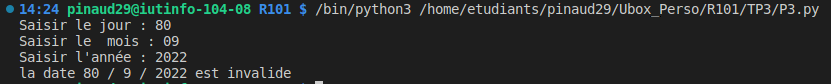 14:24 pinaud29@iutinfo-104-08 R101 $ /bin/python3 /home/etudiants/pinaud29/Ubox_Perso/R101/TP3/P3.py
Saisir le jour : 80
Saisir le  mois : 09
Saisir l'année : 2022
la date 80 / 9 / 2022 est invalide